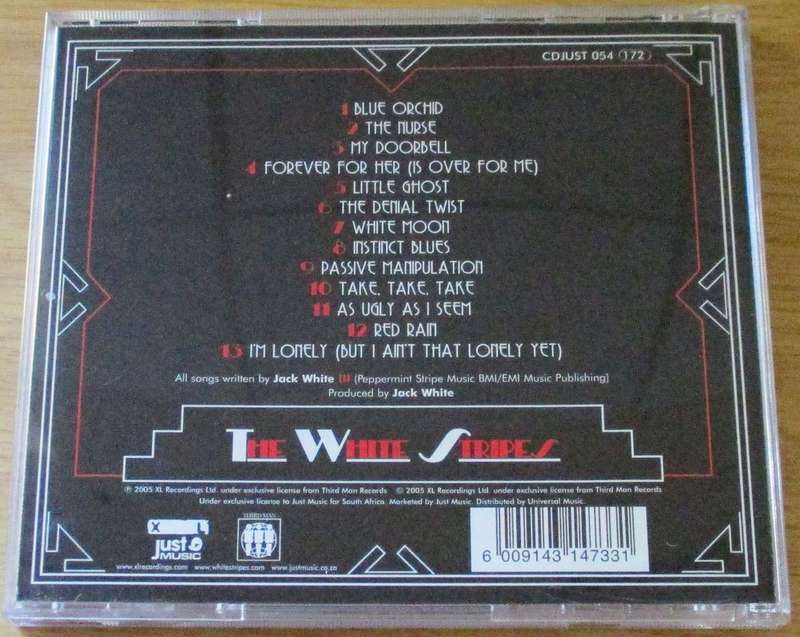 CDJUST 054 (172)
1 BLUE ORCHID
2 THE NURSE
3 MY DOORBELL
4 FOREVER FOR HER (IS OVER FOR ME)
5 LITTLE GHOST
6 THE DENIAL TWIST
7 WHITE MOON
8 INSTINCT BLUES
9 PASSIVE MANIPULATION
10 TAKE, TAKE, TAKE
11 AS UGLY AS I SEEM
12 RED RAIN
13 I'M LONELY (BUT I AIN'T THAT LONELY YET)
All songs written by Jack White III (Peppermint Stripe Music BMI/EMI Music Publishing)
Produced by Jack White
THE WHITE STRIPES
℗ 2005 XL Recordings Ltd. under exclusive license from Third Man Records © 2005 XL Recordings Ltd. under exclusive license from Third Man Records
Under exclusive license to Just Music for South Africa. Marketed by Just Music. Distributed by Universal Music.
XL
just MUSIC
THIRD MAN
www.xlrecordings.com www.whitestripes.com www.justmusic.co.za
6 009143 147331